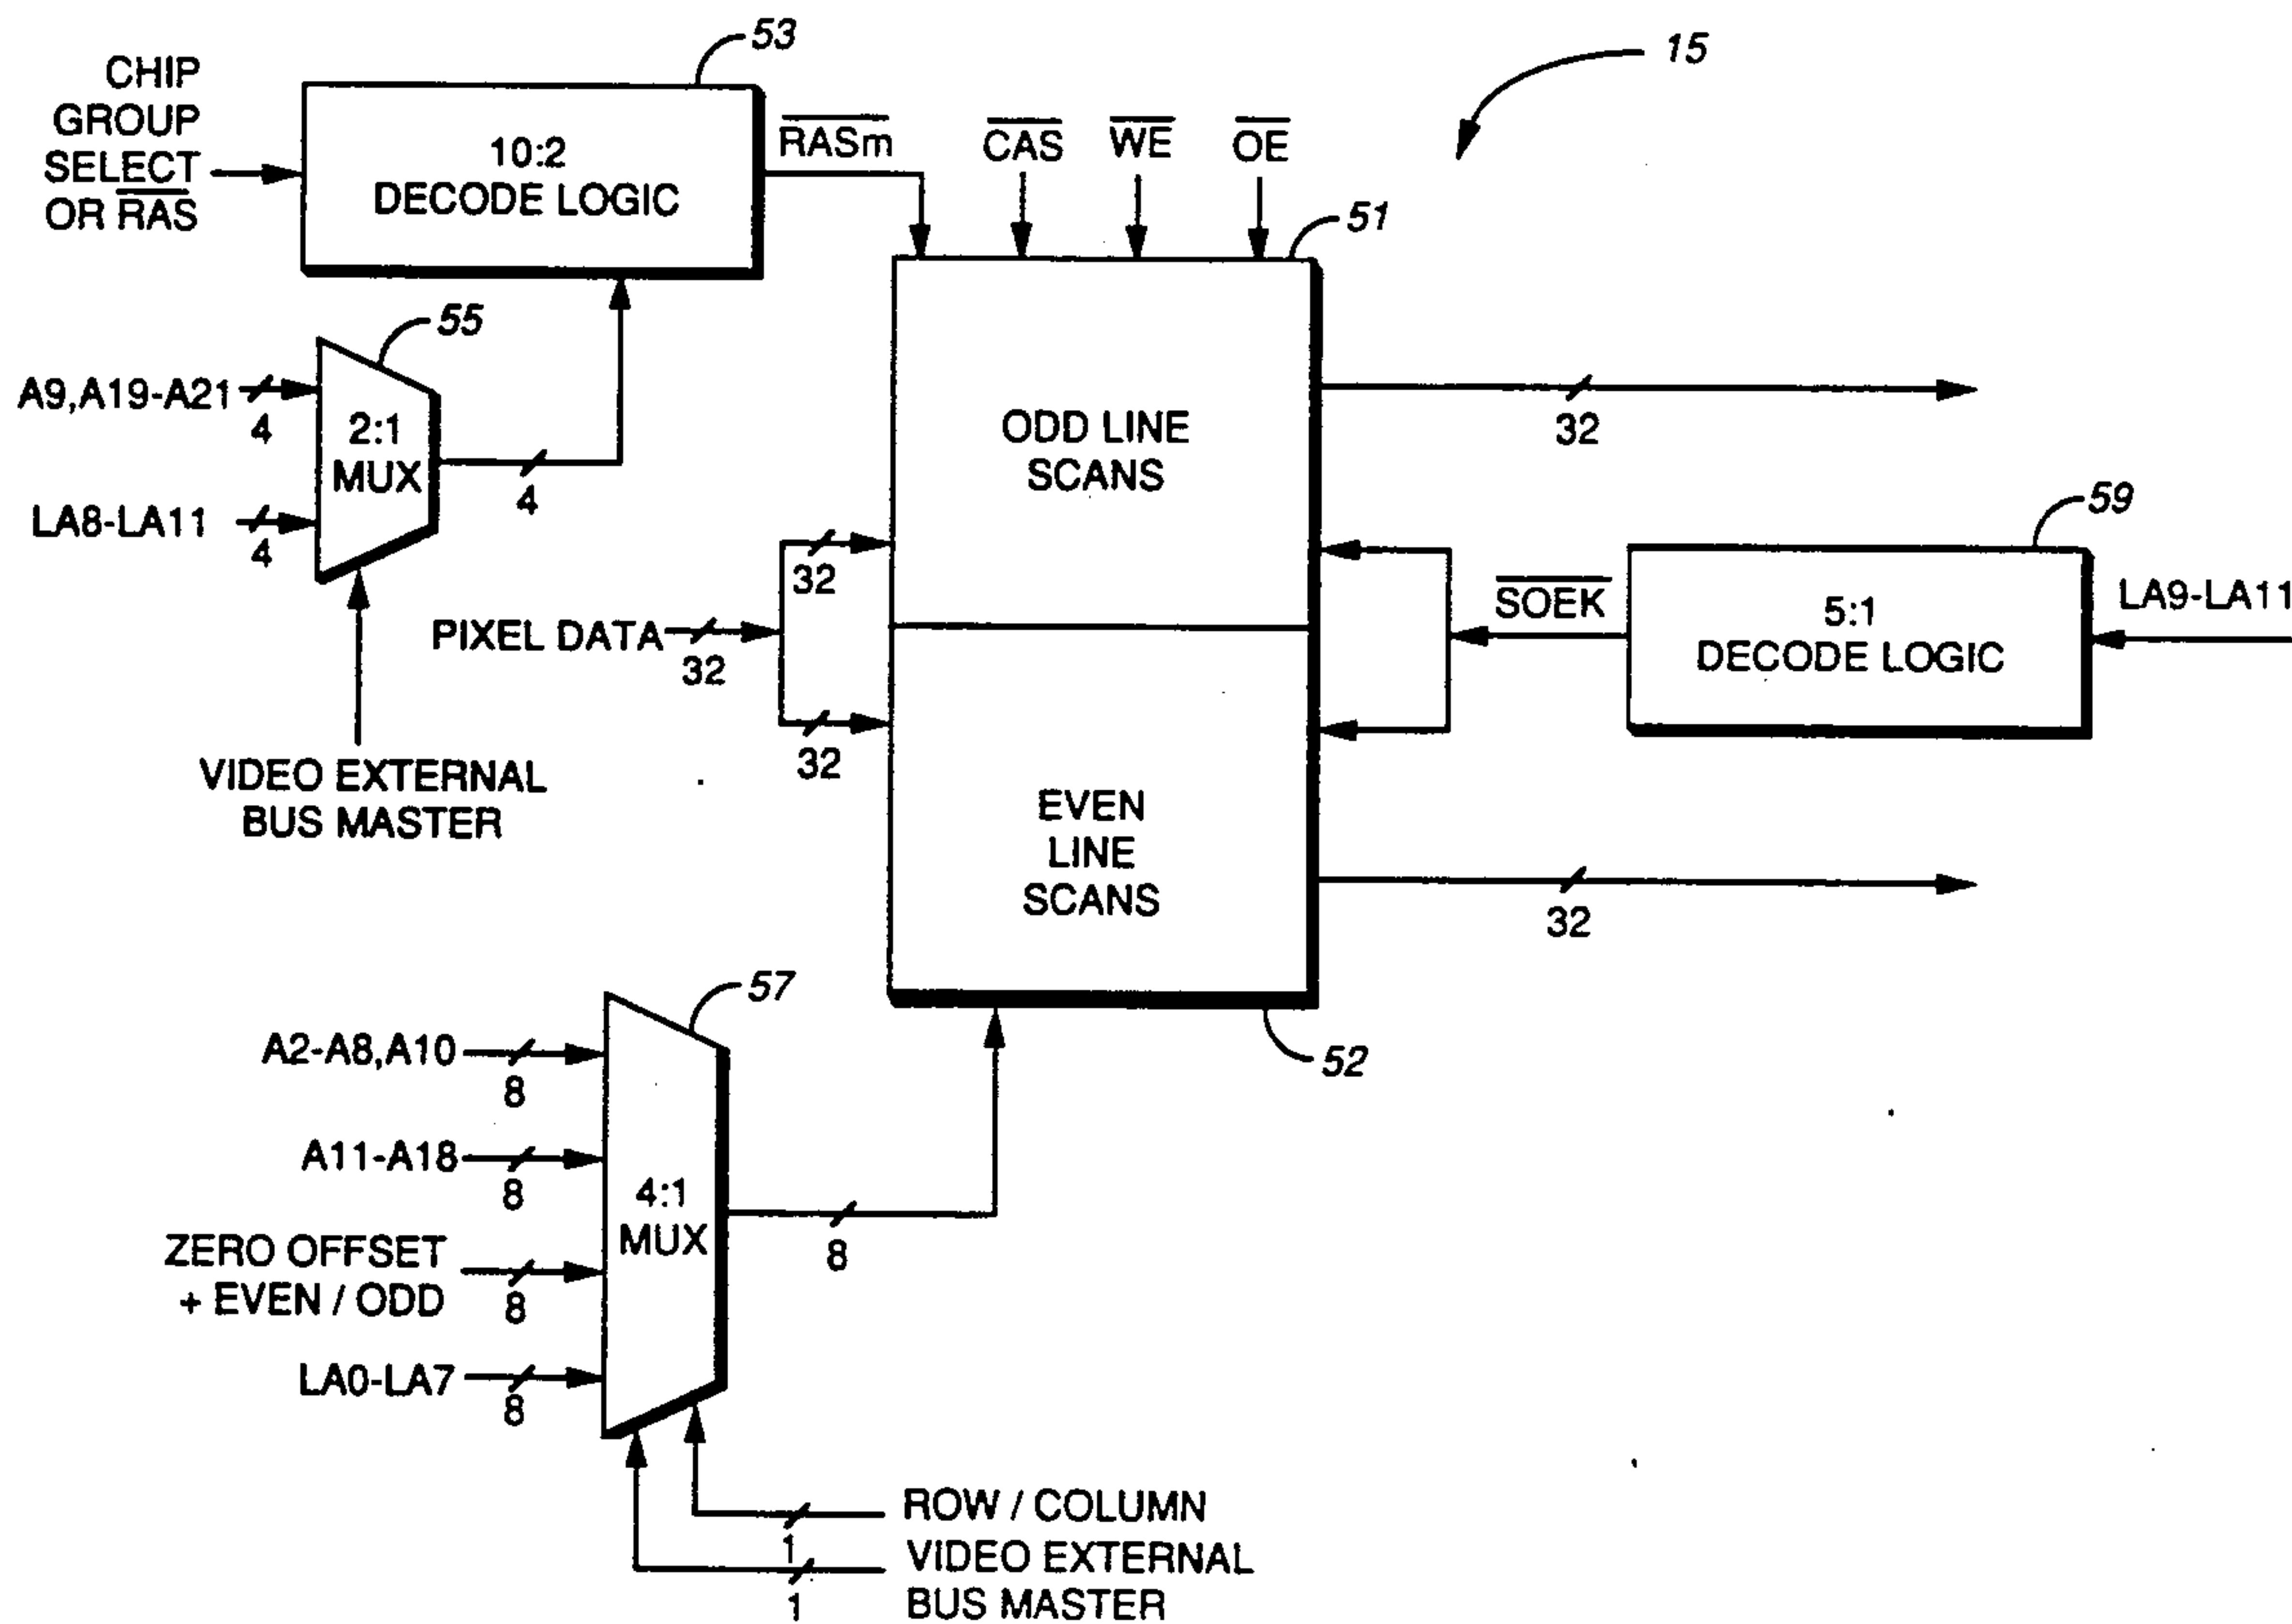 53
15
CHIP
GROUP
SELECT
OR RAS
10:2
DECODE LOGIC
RASm
CAS
WE
OE
51
55
A9,A19-A21
4
2:1
MUX
4
LA8-LA11
4
ODD LINE
SCANS
32
59
32
PIXEL DATA
32
32
SOEK
5:1
DECODE LOGIC
LA9-LA11
VIDEO EXTERNAL
BUS MASTER
EVEN
LINE
SCANS
32
57
52
A2-A8,A10
8
A11-A18
8
4:1
MUX
8
ZERO OFFSET
+ EVEN / ODD
8
LA0-LA7
8
ROW / COLUMN
1
VIDEO EXTERNAL
BUS MASTER
1